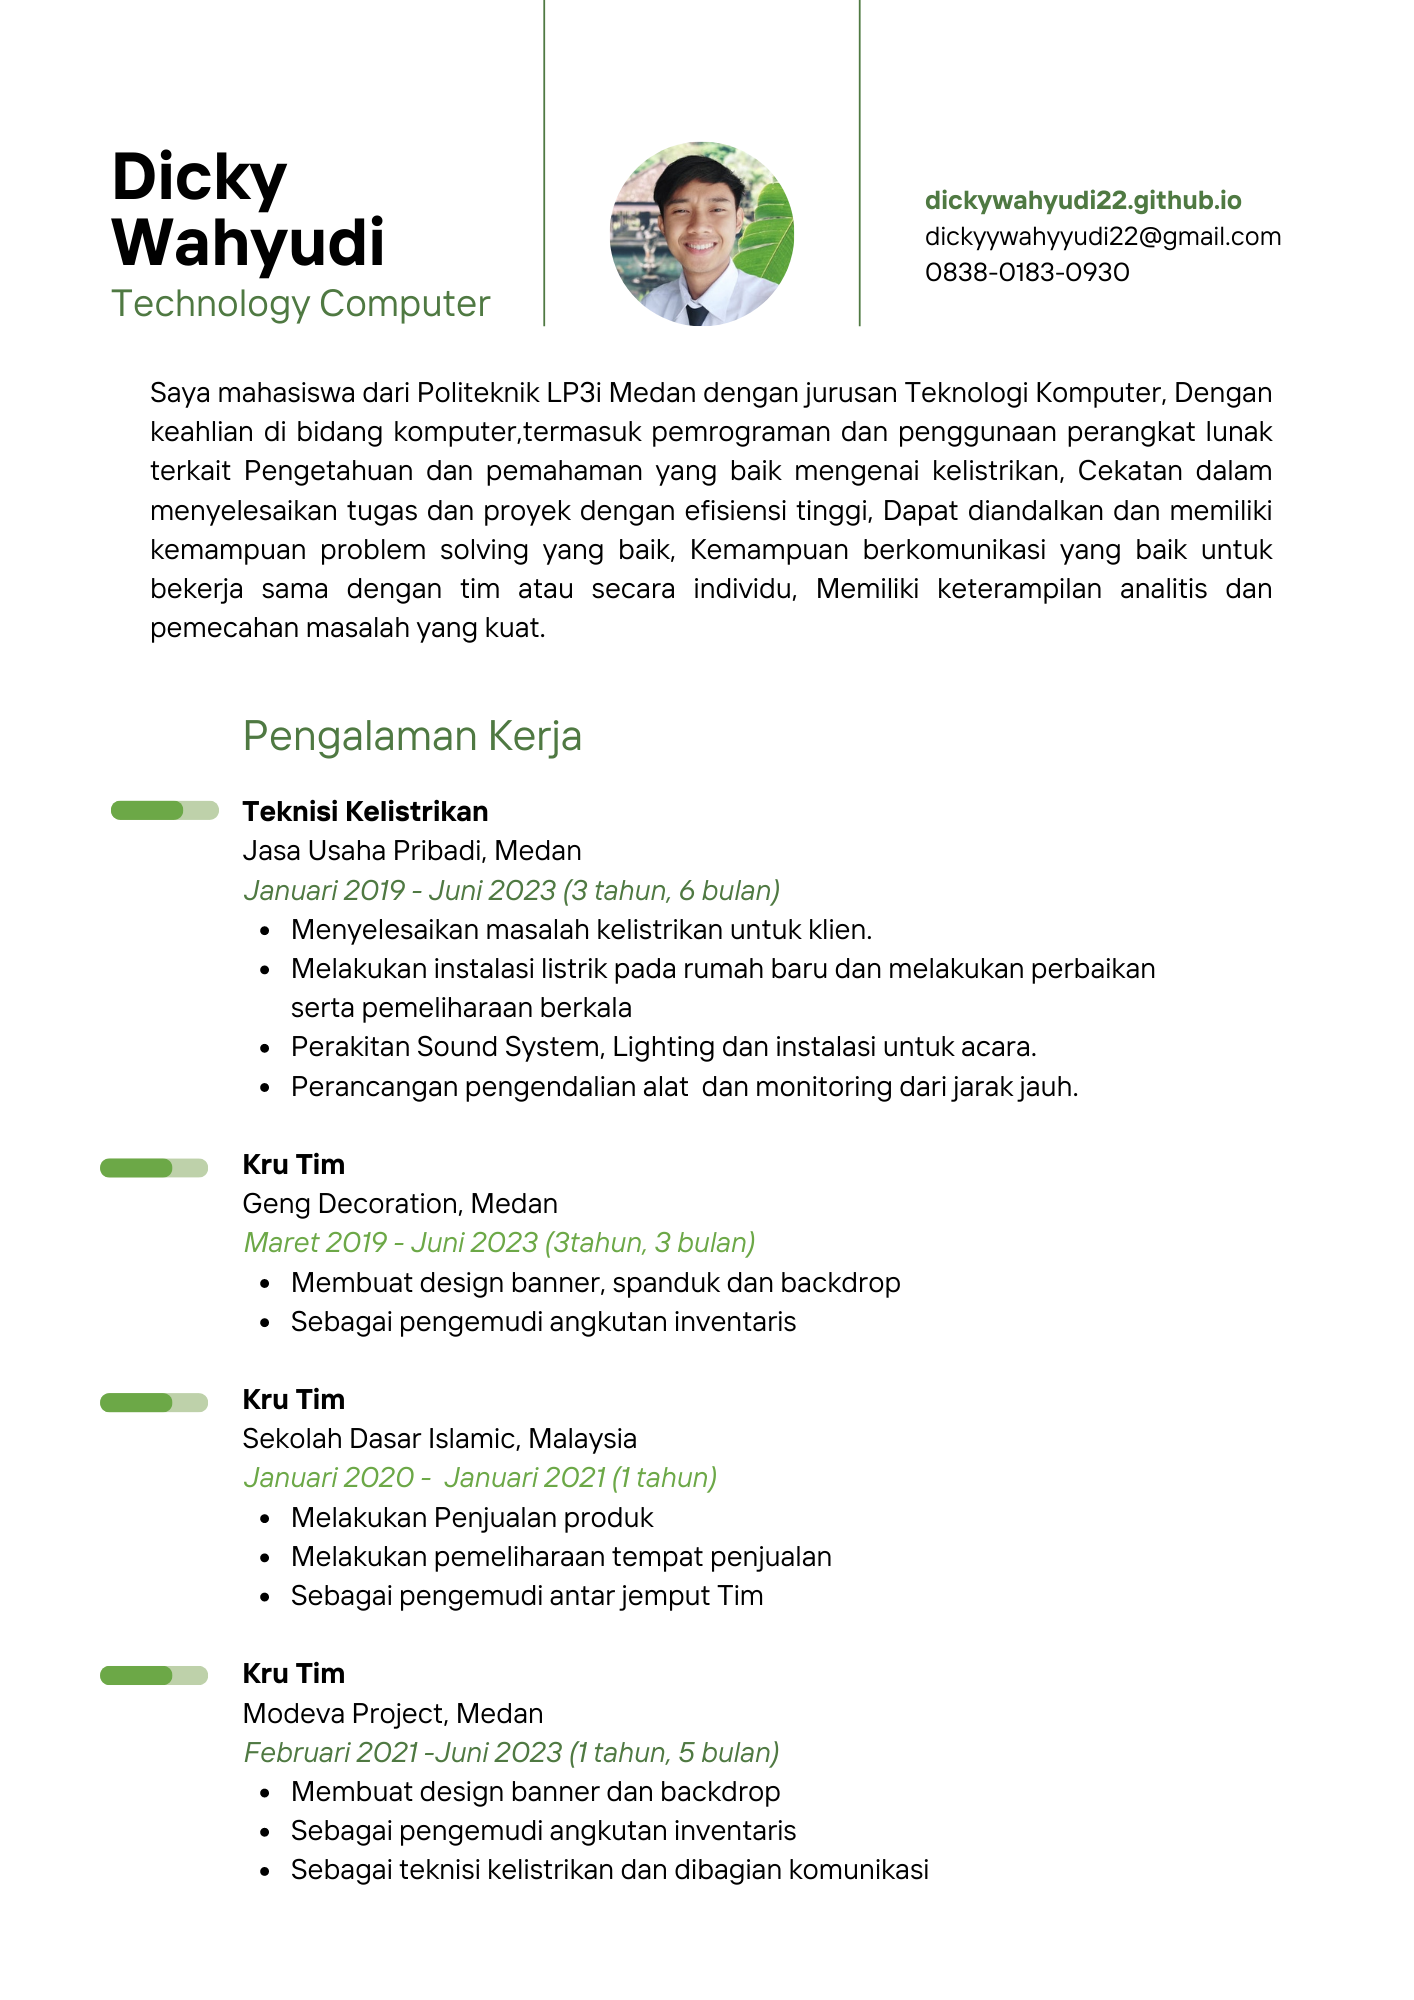 Dicky
Wahyudi
Technology Computer
dickywahyudi22.github.io
dickyywahyyudi22@gmail.com
0838-0183-0930
Saya mahasiswa dari Politeknik LP3i Medan dengan jurusan Teknologi Komputer, Dengan
keahlian di bidang komputer,termasuk pemrograman dan penggunaan perangkat lunak
terkait Pengetahuan dan pemahaman yang baik mengenai kelistrikan, Cekatan dalam
menyelesaikan tugas dan proyek dengan efisiensi tinggi, Dapat diandalkan dan memiliki
kemampuan problem solving yang baik, Kemampuan berkomunikasi yang baik untuk
bekerja sama dengan tim atau secara individu, Memiliki keterampilan analitis dan
pemecahan masalah yang kuat.
Pengalaman Kerja
Teknisi Kelistrikan
Jasa Usaha Pribadi, Medan
Januari 2019 - Juni 2023 (3 tahun, 6 bulan)
• Menyelesaikan masalah kelistrikan untuk klien.
• Melakukan instalasi listrik pada rumah baru dan melakukan perbaikan
serta pemeliharaan berkala
• Perakitan Sound System, Lighting dan instalasi untuk acara.
• Perancangan pengendalian alat  dan monitoring dari jarak jauh.
Kru Tim
Geng Decoration, Medan
Maret 2019 - Juni 2023 (3tahun, 3 bulan)
• Membuat design banner, spanduk dan backdrop
• Sebagai pengemudi angkutan inventaris
Kru Tim
Sekolah Dasar Islamic, Malaysia
Januari 2020 -  Januari 2021 (1 tahun)
• Melakukan Penjualan produk
• Melakukan pemeliharaan tempat penjualan
• Sebagai pengemudi antar jemput Tim
Kru Tim
Modeva Project, Medan
Februari 2021 -Juni 2023 (1 tahun, 5 bulan)
• Membuat design banner dan backdrop
• Sebagai pengemudi angkutan inventaris
• Sebagai teknisi kelistrikan dan dibagian komunikasi